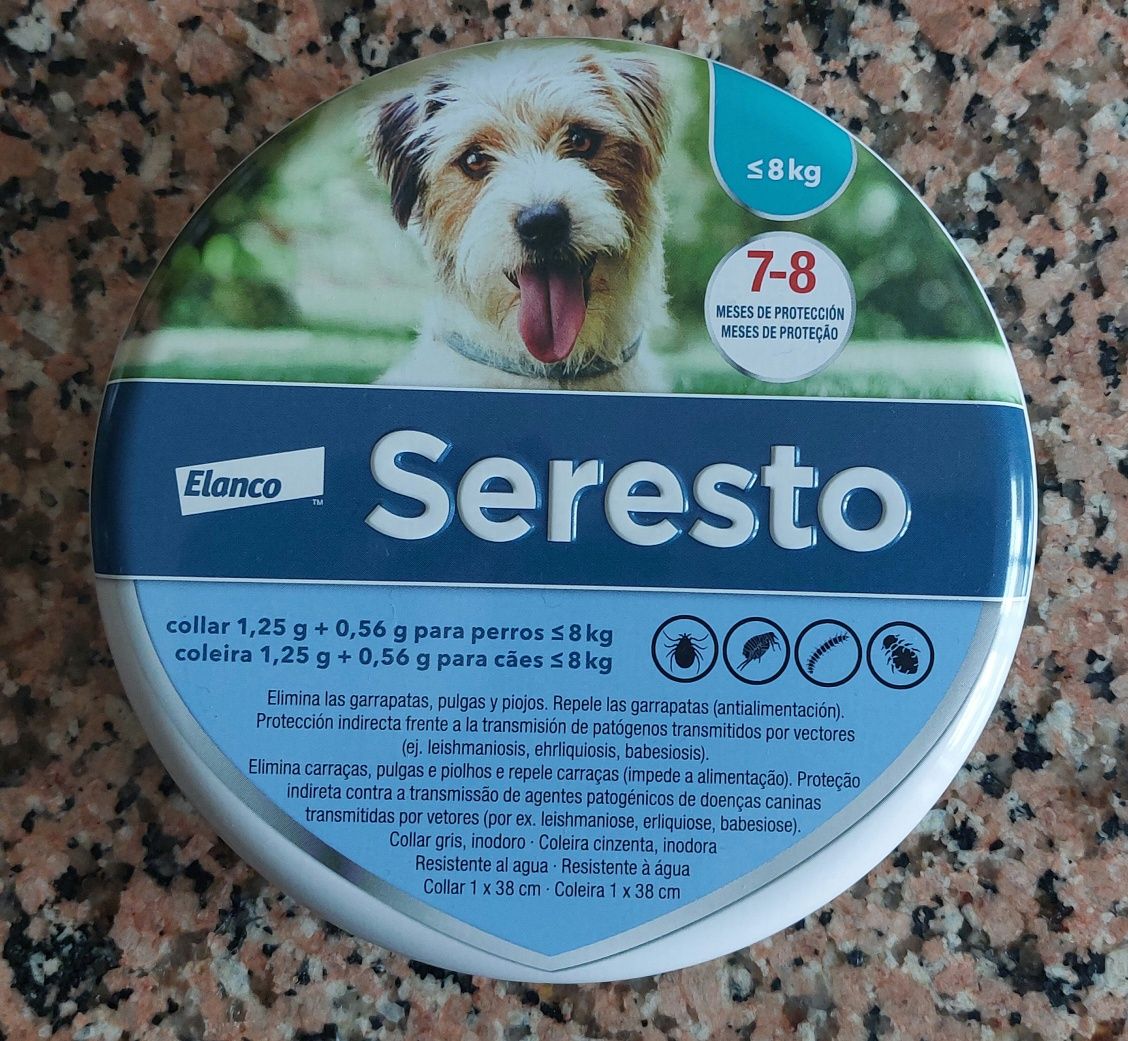 ≤8 kg
7-8
MESES DE PROTECCIÓN
MESES DE PROTEÇÃO
Elanco
™
Seresto
collar 1,25 g + 0,56 g para perros ≤ 8 kg
coleira 1,25 g + 0,56 g para cães ≤ 8 kg
Elimina las garrapatas, pulgas y piojos. Repele las garrapatas (antialimentación).
Protección indirecta frente a la transmisión de patógenos transmitidos por vectores
(ej. leishmaniosis, ehrliquiosis, babesiosis).
Elimina carraças, pulgas e piolhos e repele carraças (impede a alimentação). Proteção
indireta contra a transmissão de agentes patogénicos de doenças caninas
transmitidas por vetores (por ex. leishmaniose, erliquiose, babesiose).
Collar gris, inodoro · Coleira cinzenta, inodora
Resistente al agua · Resistente à água
Collar 1 x 38 cm · Coleira 1 x 38 cm